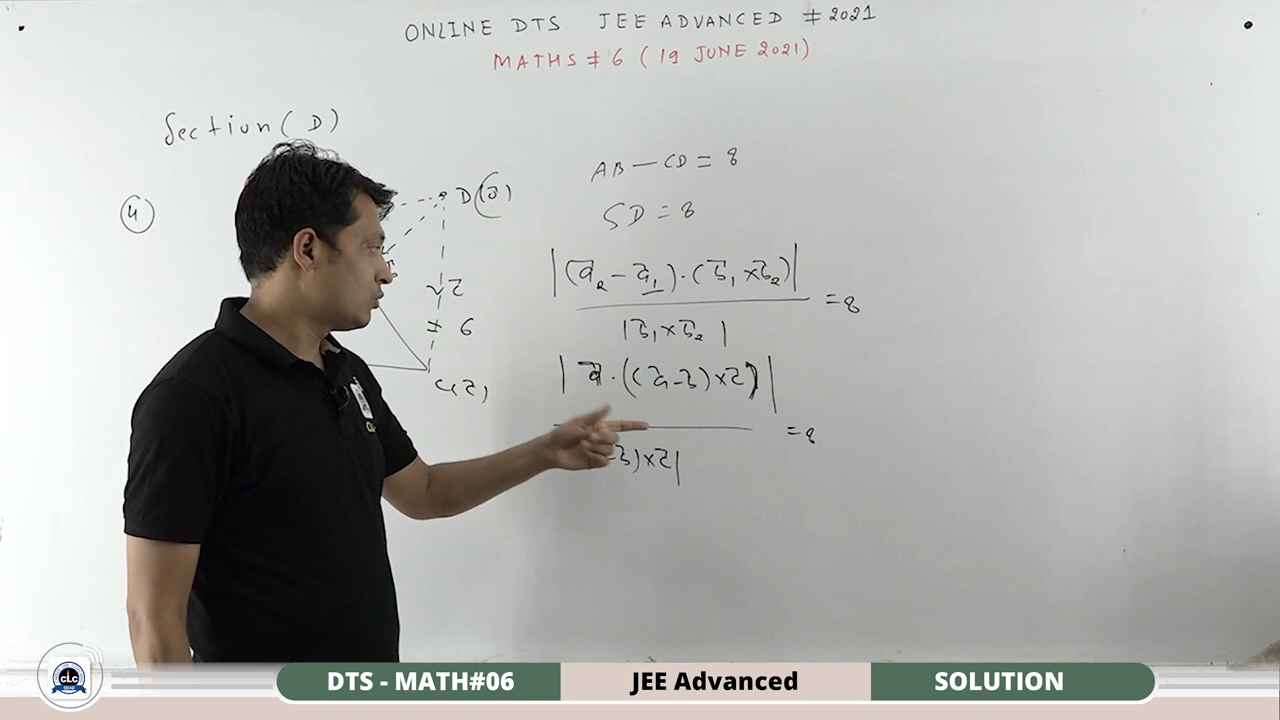 ONLINE DTS JEE ADVANCED # 2021
MATHS # 6 ( 19 JUNE 2021)
Section ( D )
4
AB — CD = 8
SD = 8
|(a̅₂ - a̅₁) · (b̅₁ × b̅₂)|
= 8
|b̅₁ × b̅₂|
| a̅ · ((a̅ - b̅) × c̅) |
= 8
- b̅) × c̅|
D (a̅)
6
CLC
DTS - MATH#06
JEE Advanced
SOLUTION